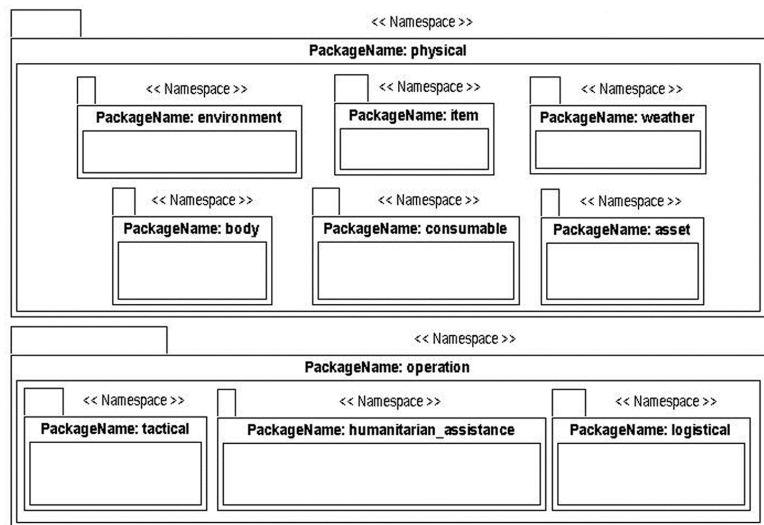 << Namespace >>
PackageName: physical
<< Namespace >> << Namespace >> << Namespace >>
PackageName: environment PackageName: item PackageName: weather
<< Namespace >> << Namespace >> << Namespace >>
PackageName: body PackageName: consumable PackageName: asset
<< Namespace >>
PackageName: operation
<< Namespace >> << Namespace >> << Namespace >>
PackageName: tactical PackageName: humanitarian_assistance PackageName: logistical